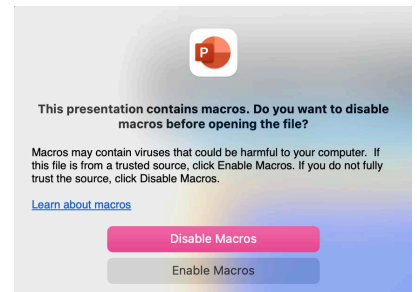 P
This presentation contains macros. Do you want to disable
macros before opening the file?
Macros may contain viruses that could be harmful to your computer.  If
this file is from a trusted source, click Enable Macros. If you do not fully
trust the source, click Disable Macros.
Learn about macros
Disable Macros
Enable Macros